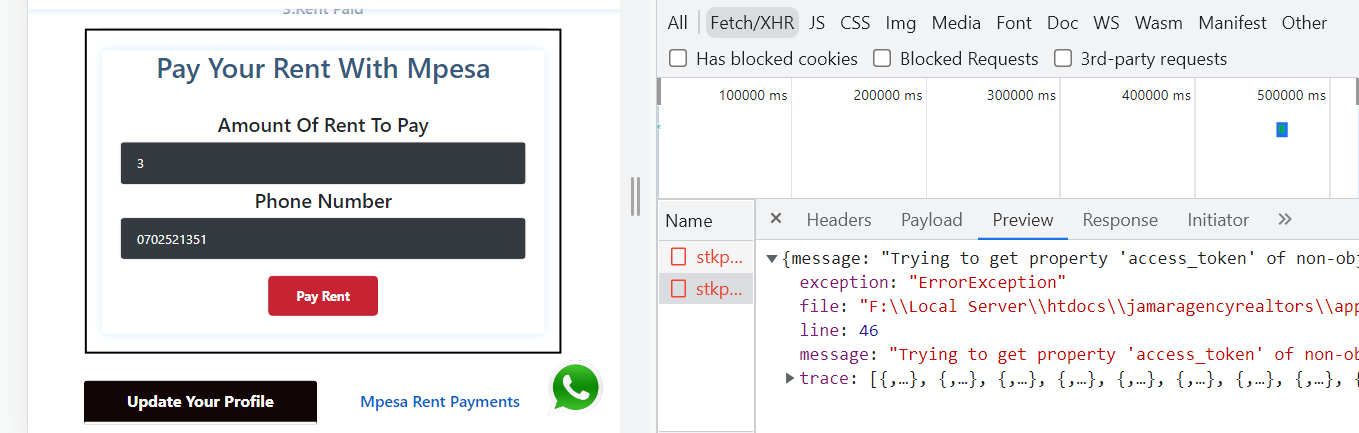 3.Rent Paid
Pay Your Rent With Mpesa
Amount Of Rent To Pay
3
Phone Number
0702521351
Pay Rent
Update Your Profile
Mpesa Rent Payments
All Fetch/XHR JS CSS Img Media Font Doc WS Wasm Manifest Other
Has blocked cookies Blocked Requests 3rd-party requests
100000 ms 200000 ms 300000 ms 400000 ms 500000 ms
Name
stkp...
stkp...
× Headers Payload Preview Response Initiator »
{message: "Trying to get property 'access_token' of non-obj
exception: "ErrorException"
file: "F:\\Local Server\\htdocs\\jamaragencyrealtors\\app
line: 46
message: "Trying to get property 'access_token' of non-ob
trace: [{,…}, {,…}, {,…}, {,…}, {,…}, {,…}, {,…}, {,…}, {